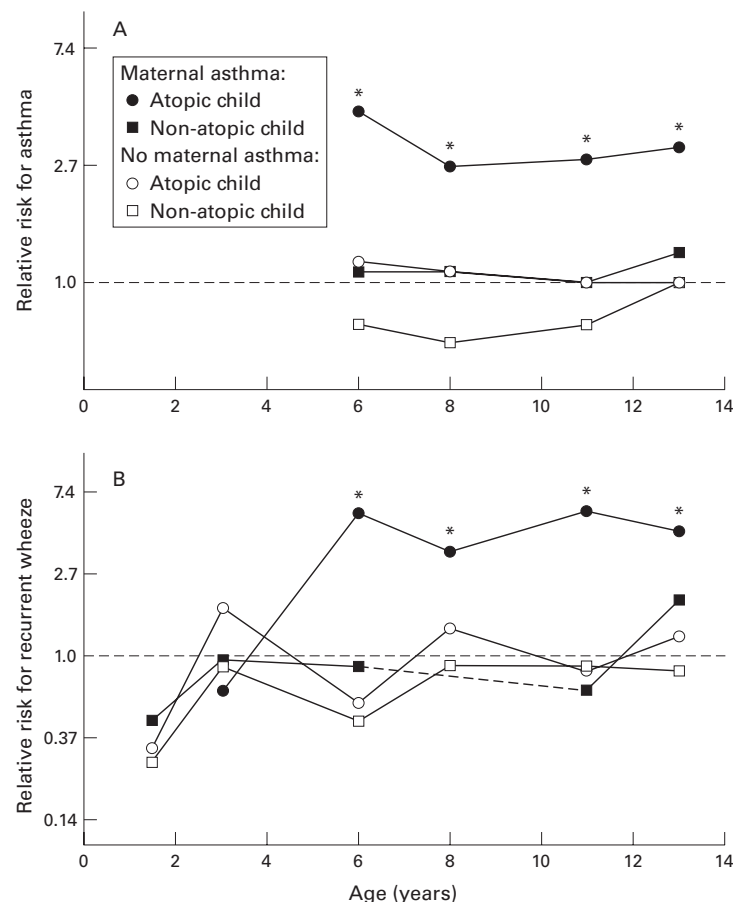 A
7.4
2.7
1.0
Relative risk for asthma
Maternal asthma:
Atopic child
Non-atopic child
No maternal asthma:
Atopic child
Non-atopic child
*
*
*
*
0 2 4 6 8 10 12 14
B
7.4
2.7
1.0
0.37
0.14
Relative risk for recurrent wheeze
*
*
*
*
0 2 4 6 8 10 12 14
Age (years)